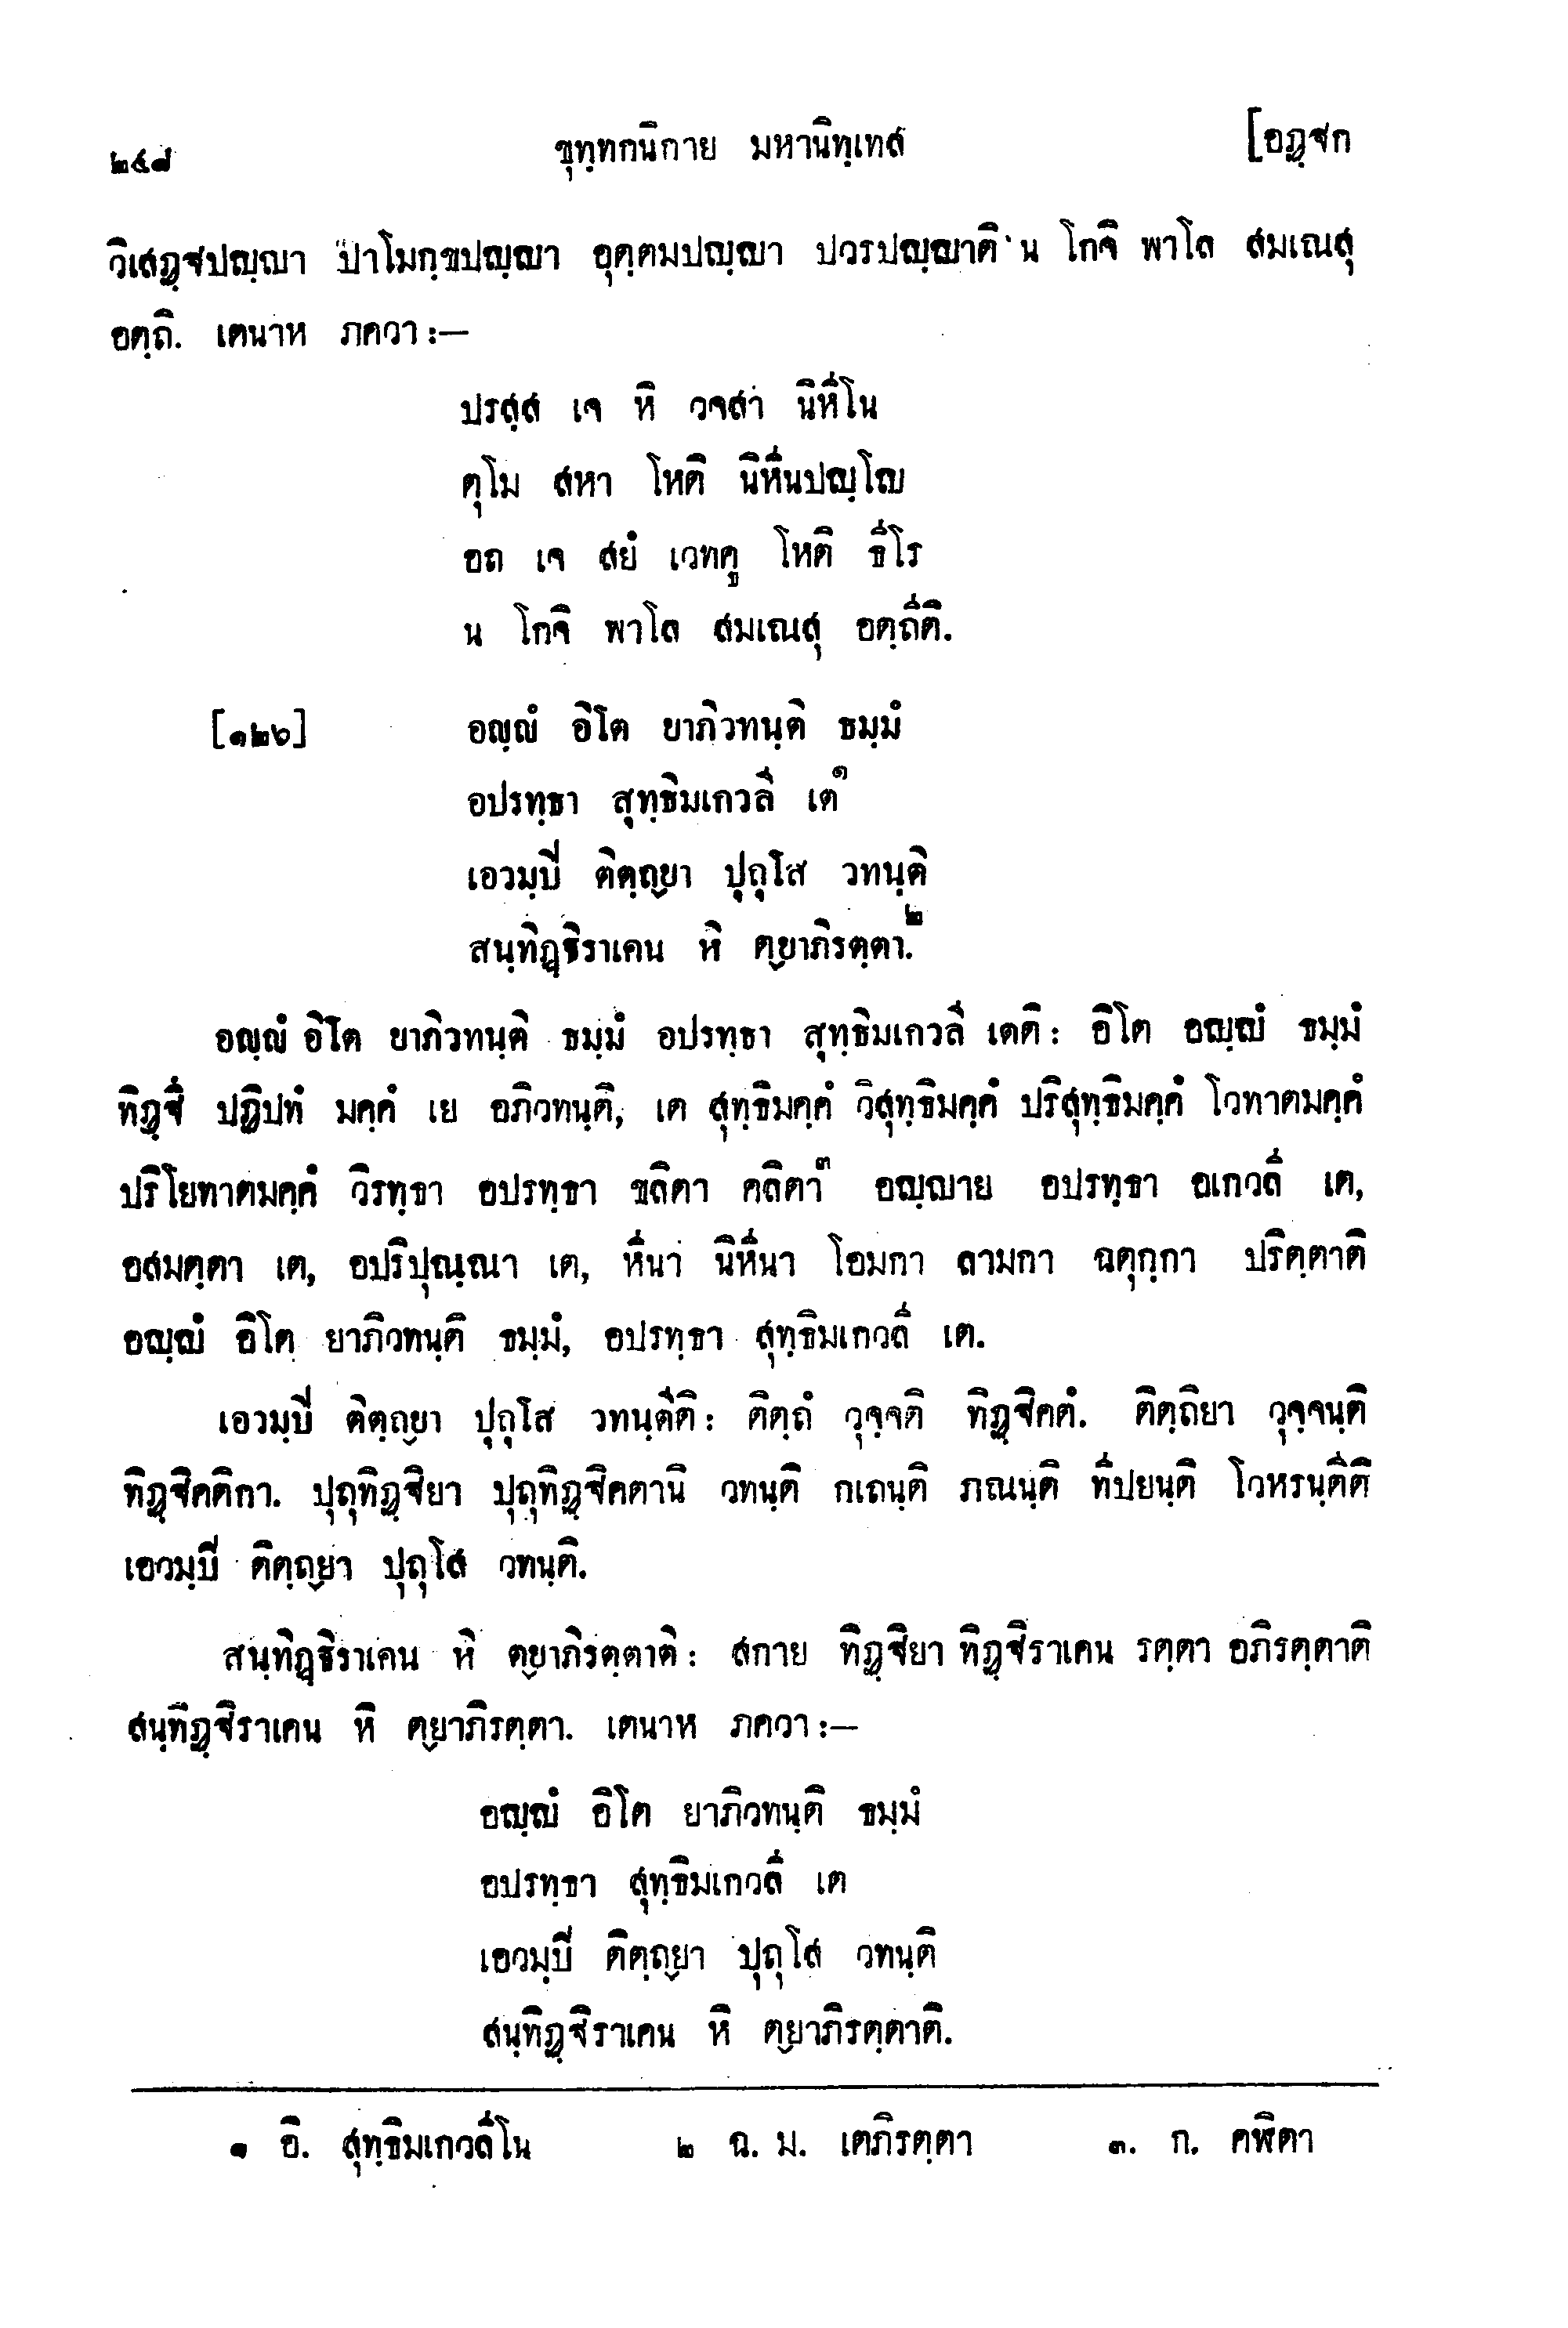 ๒๔๘ ขุทฺทกนิกาย มหานิทฺเทส [อฏฺฐก
วิเสฏฺฐปญฺญา ปาโมกฺขปญฺญา อุตฺตมปญฺญา ปวรปญฺญาติ น โกจิ พาโล สมเณสุ
อตฺถิ. เตนาห ภควา :—
ปรสฺส เจ หิ วจสา นิหีโน
ตุโม สหา โหติ นิหีนปญฺโญ
อถ เจ สยํ เวทคู โหติ ธีโร
น โกจิ พาโล สมเณสุ อตฺถีติ.
[๑๒๖] อญฺญํ อิโต ยาภิวทนฺติ ธมฺมํ
อปรทฺธา สุทฺธิมเกวลี เต๑
เอวมฺปี ติตฺถฺยา ปุถุโส วทนฺติ
สนฺทิฏฺฐิราเคน หิ ตฺยาภิรตฺตา.๒
อญฺญํ อิโต ยาภิวทนฺติ ธมฺมํ อปรทฺธา สุทฺธิมเกวลี เตติ : อิโต อญฺญํ ธมฺมํ
ทิฏฺฐึ ปฏิปทํ มคฺคํ เย อภิวทนฺติ, เต สุทฺธิมคฺคํ วิสุทฺธิมคฺคํ ปริสุทฺธิมคฺคํ โวทาตมคฺคํ
ปริโยทาตมคฺคํ วิรทฺธา อปรทฺธา ขลิตา คลิตา๓ อญฺญาย อปรทฺธา อเกวลี เต,
อสมตฺตา เต, อปริปุณฺณา เต, หีนา นิหีนา โอมกา ลามกา ฉตุกฺกา ปริตฺตาติ
อญฺญํ อิโต ยาภิวทนฺติ ธมฺมํ, อปรทฺธา สุทฺธิมเกวลี เต.
เอวมฺปี ติตฺถฺยา ปุถุโส วทนฺตีติ : ติตฺถํ วุจฺจติ ทิฏฺฐิคตํ. ติตฺถิยา วุจฺจนฺติ
ทิฏฺฐิคติกา. ปุถุทิฏฺฐิยา ปุถุทิฏฺฐิคตานิ วทนฺติ กเถนฺติ ภณนฺติ ทีปยนฺติ โวหรนฺตีติ
เอวมฺปี ติตฺถฺยา ปุถุโส วทนฺติ.
สนฺทิฏฺฐิราเคน หิ ตฺยาภิรตฺตาติ : สกาย ทิฏฺฐิยา ทิฏฺฐิราเคน รตฺตา อภิรตฺตาติ
สนฺทิฏฺฐิราเคน หิ ตฺยาภิรตฺตา. เตนาห ภควา :—
อญฺญํ อิโต ยาภิวทนฺติ ธมฺมํ
อปรทฺธา สุทฺธิมเกวลี เต
เอวมฺปี ติตฺถฺยา ปุถุโส วทนฺติ
สนฺทิฏฺฐิราเคน หิ ตฺยาภิรตฺตาติ.
๑ อิ. สุทฺธิมเกวลีโน ๒ ฉ. ม. เตภิรตฺตา ๓. ก. คฬิตา